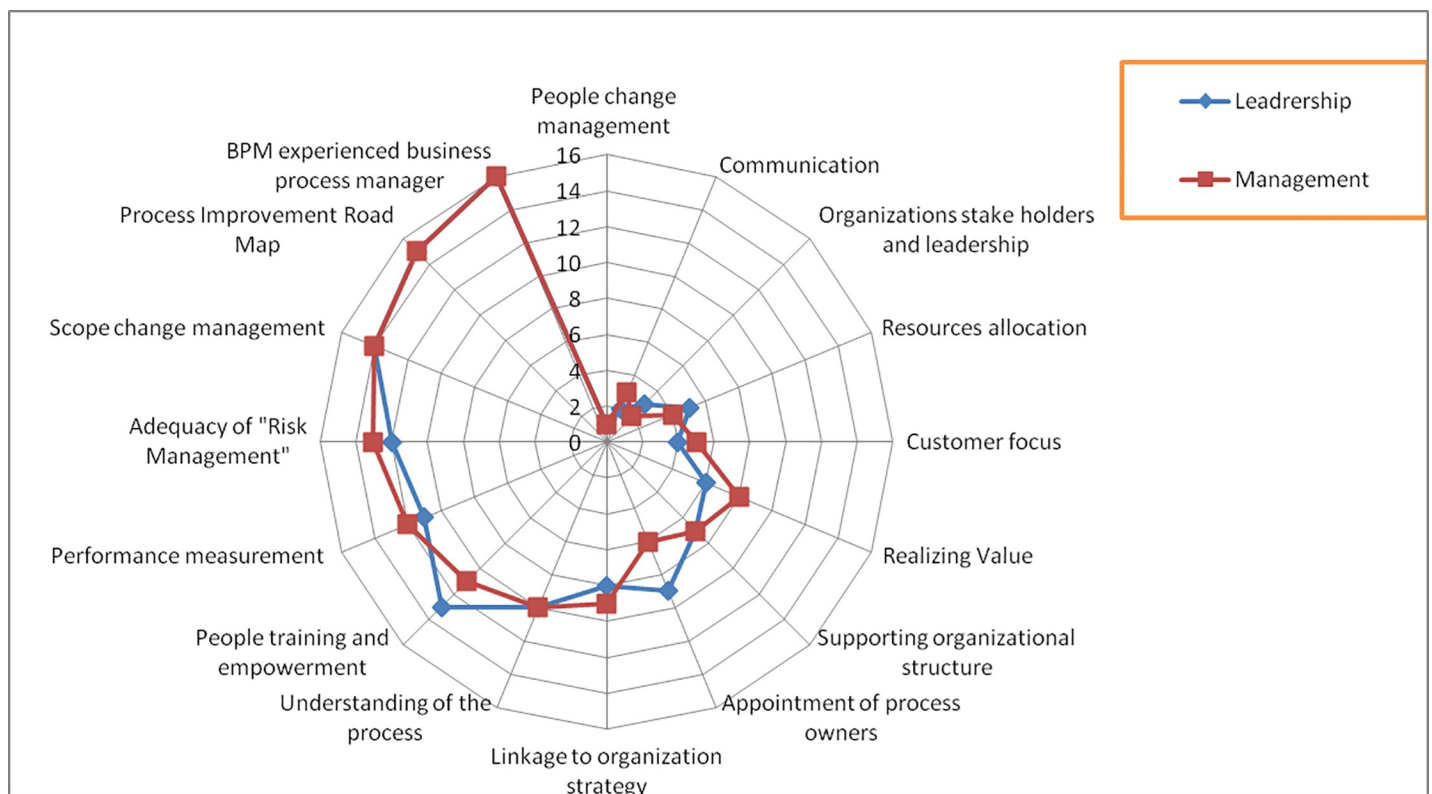 People change
management
Communication
Organizations stake holders
and leadership
Resources allocation
Customer focus
Realizing Value
Supporting organizational
structure
Appointment of process
owners
Linkage to organization
strategy
Understanding of the
process
People training and
empowerment
Performance measurement
Adequacy of "Risk
Management"
Scope change management
Process Improvement Road
Map
BPM experienced business
process manager
16
14
12
10
8
6
4
2
0
Leadrership
Management